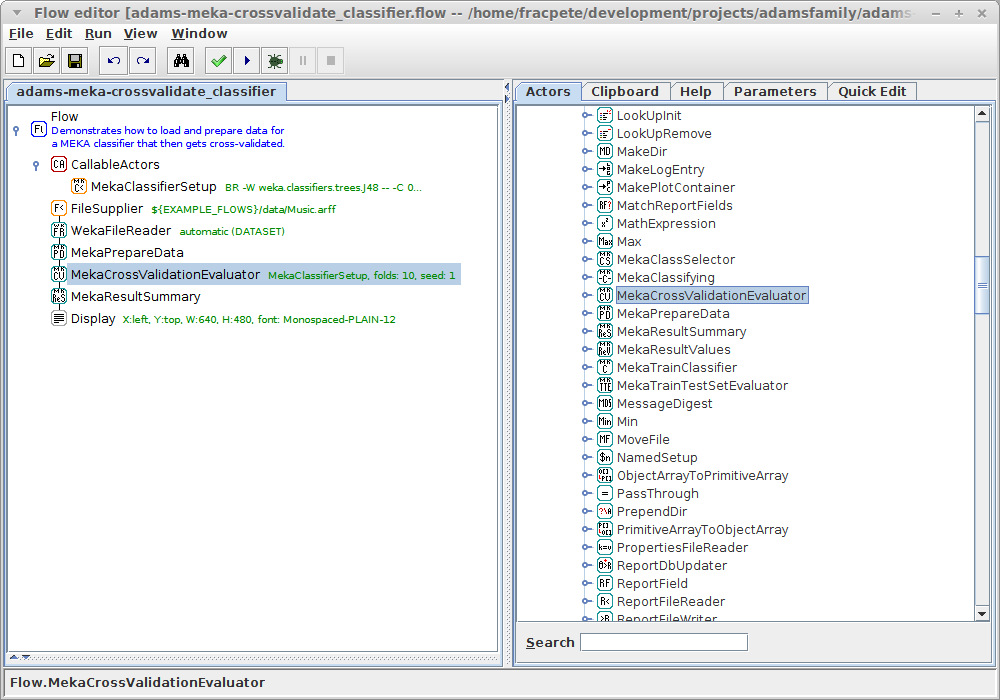 Flow editor [adams-meka-crossvalidate_classifier.flow -- /home/fracpete/development/projects/adamsfamily/adams-
File Edit Run View Window
adams-meka-crossvalidate_classifier
Flow
Demonstrates how to load and prepare data for
a MEKA classifier that then gets cross-validated.
CallableActors
MekaClassifierSetup BR -W weka.classifiers.trees.J48 -- -C 0...
FileSupplier ${EXAMPLE_FLOWS}/data/Music.arff
WekaFileReader automatic (DATASET)
MekaPrepareData
MekaCrossValidationEvaluator MekaClassifierSetup, folds: 10, seed: 1
MekaResultSummary
Display X:left, Y:top, W:640, H:480, font: Monospaced-PLAIN-12
Actors Clipboard Help Parameters Quick Edit
LookUpInit
LookUpRemove
MakeDir
MakeLogEntry
MakePlotContainer
MatchReportFields
MathExpression
Max
MekaClassSelector
MekaClassifying
MekaCrossValidationEvaluator
MekaPrepareData
MekaResultSummary
MekaResultValues
MekaTrainClassifier
MekaTrainTestSetEvaluator
MessageDigest
Min
MoveFile
NamedSetup
ObjectArrayToPrimitiveArray
PassThrough
PrependDir
PrimitiveArrayToObjectArray
PropertiesFileReader
ReportDbUpdater
ReportField
ReportFileReader
ReportFileWriter
Search
Flow.MekaCrossValidationEvaluator